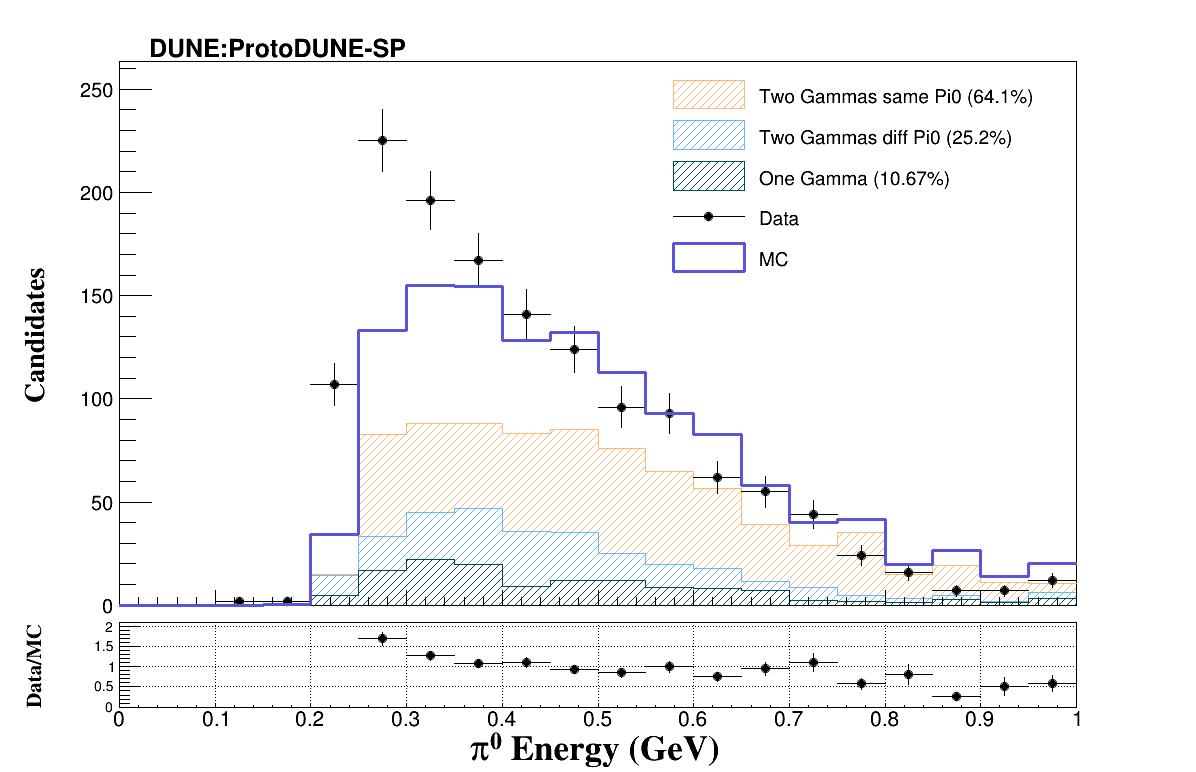 DUNE:ProtoDUNE-SP
250
200
150
100
50
0
Candidates
Two Gammas same Pi0 (64.1%)
Two Gammas diff Pi0 (25.2%)
One Gamma (10.67%)
Data
MC
2
1.5
1
0.5
0
Data/MC
0 0.1 0.2 0.3 0.4 0.5 0.6 0.7 0.8 0.9 1
π⁰ Energy (GeV)